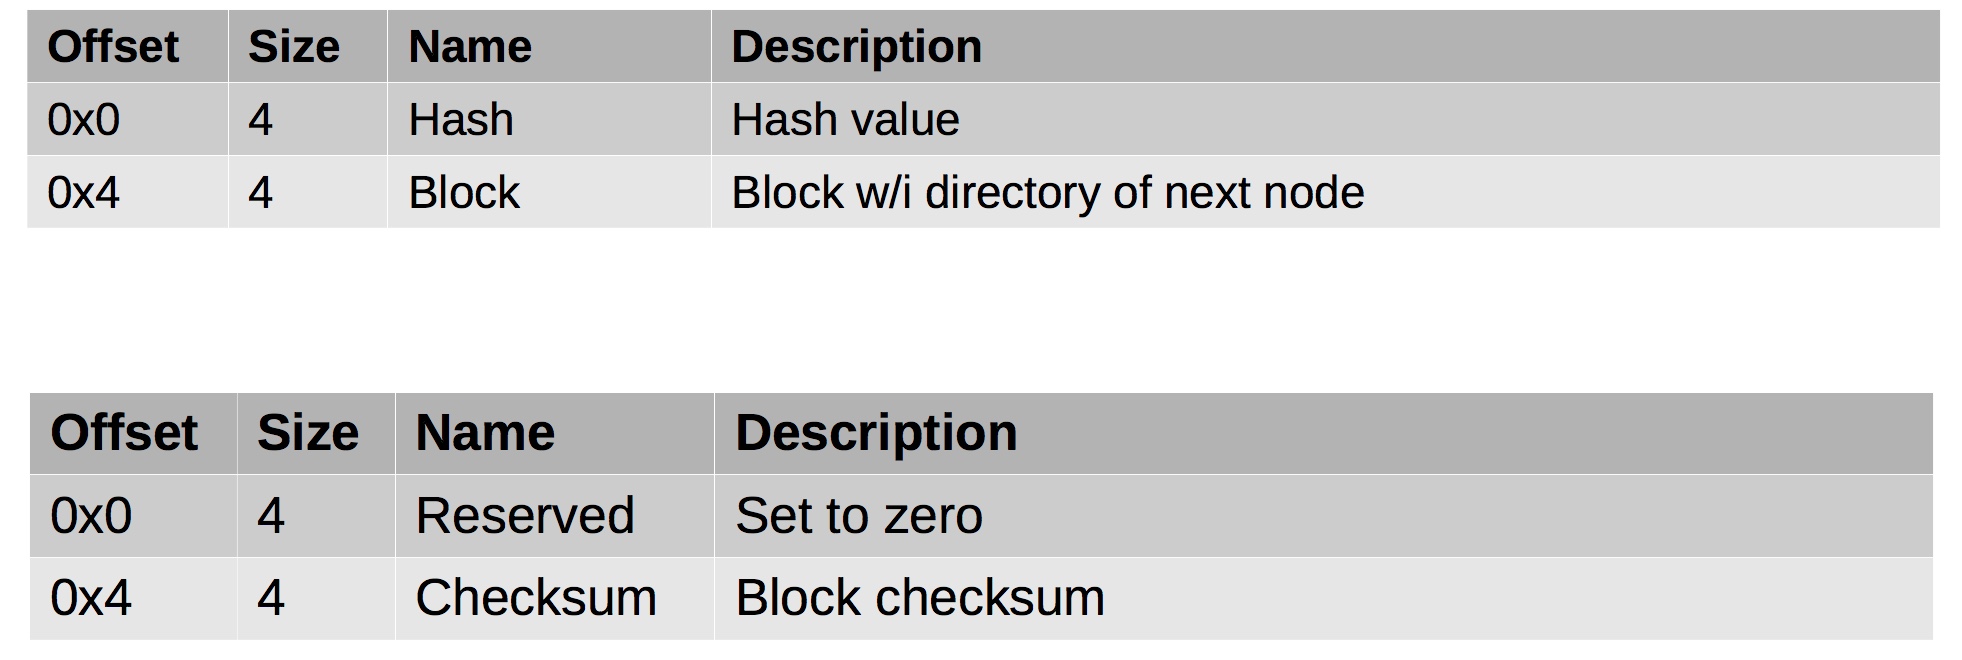 Offset Size Name Description
0x0 4 Hash Hash value
0x4 4 Block Block w/i directory of next node
Offset Size Name Description
0x0 4 Reserved Set to zero
0x4 4 Checksum Block checksum